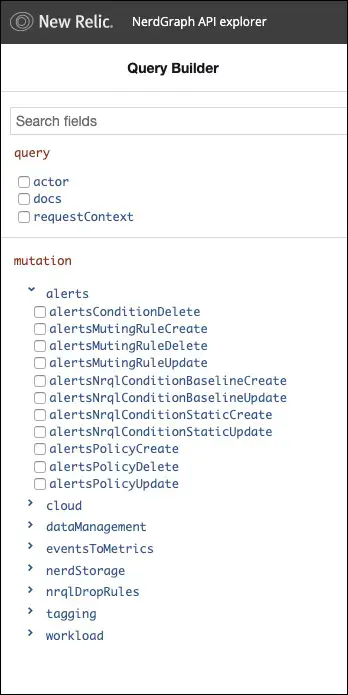 New Relic. NerdGraph API explorer
Query Builder
Search fields
query
actor
docs
requestContext
mutation
alerts
alertsConditionDelete
alertsMutingRuleCreate
alertsMutingRuleDelete
alertsMutingRuleUpdate
alertsNrqlConditionBaselineCreate
alertsNrqlConditionBaselineUpdate
alertsNrqlConditionStaticCreate
alertsNrqlConditionStaticUpdate
alertsPolicyCreate
alertsPolicyDelete
alertsPolicyUpdate
cloud
dataManagement
eventsToMetrics
nerdStorage
nrqlDropRules
tagging
workload